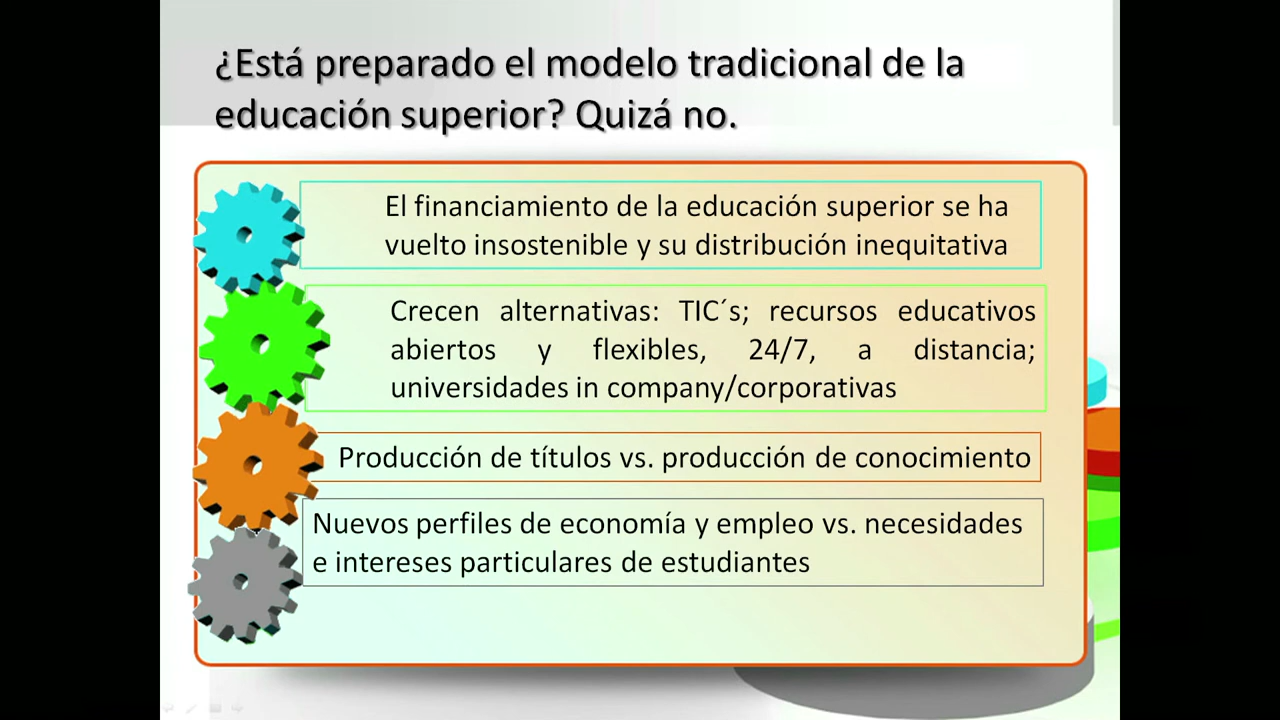 ¿Está preparado el modelo tradicional de la
educación superior? Quizá no.
El financiamiento de la educación superior se ha
vuelto insostenible y su distribución inequitativa
Crecen alternativas: TIC´s; recursos educativos
abiertos y flexibles, 24/7, a distancia;
universidades in company/corporativas
Producción de títulos vs. producción de conocimiento
Nuevos perfiles de economía y empleo vs. necesidades
e intereses particulares de estudiantes